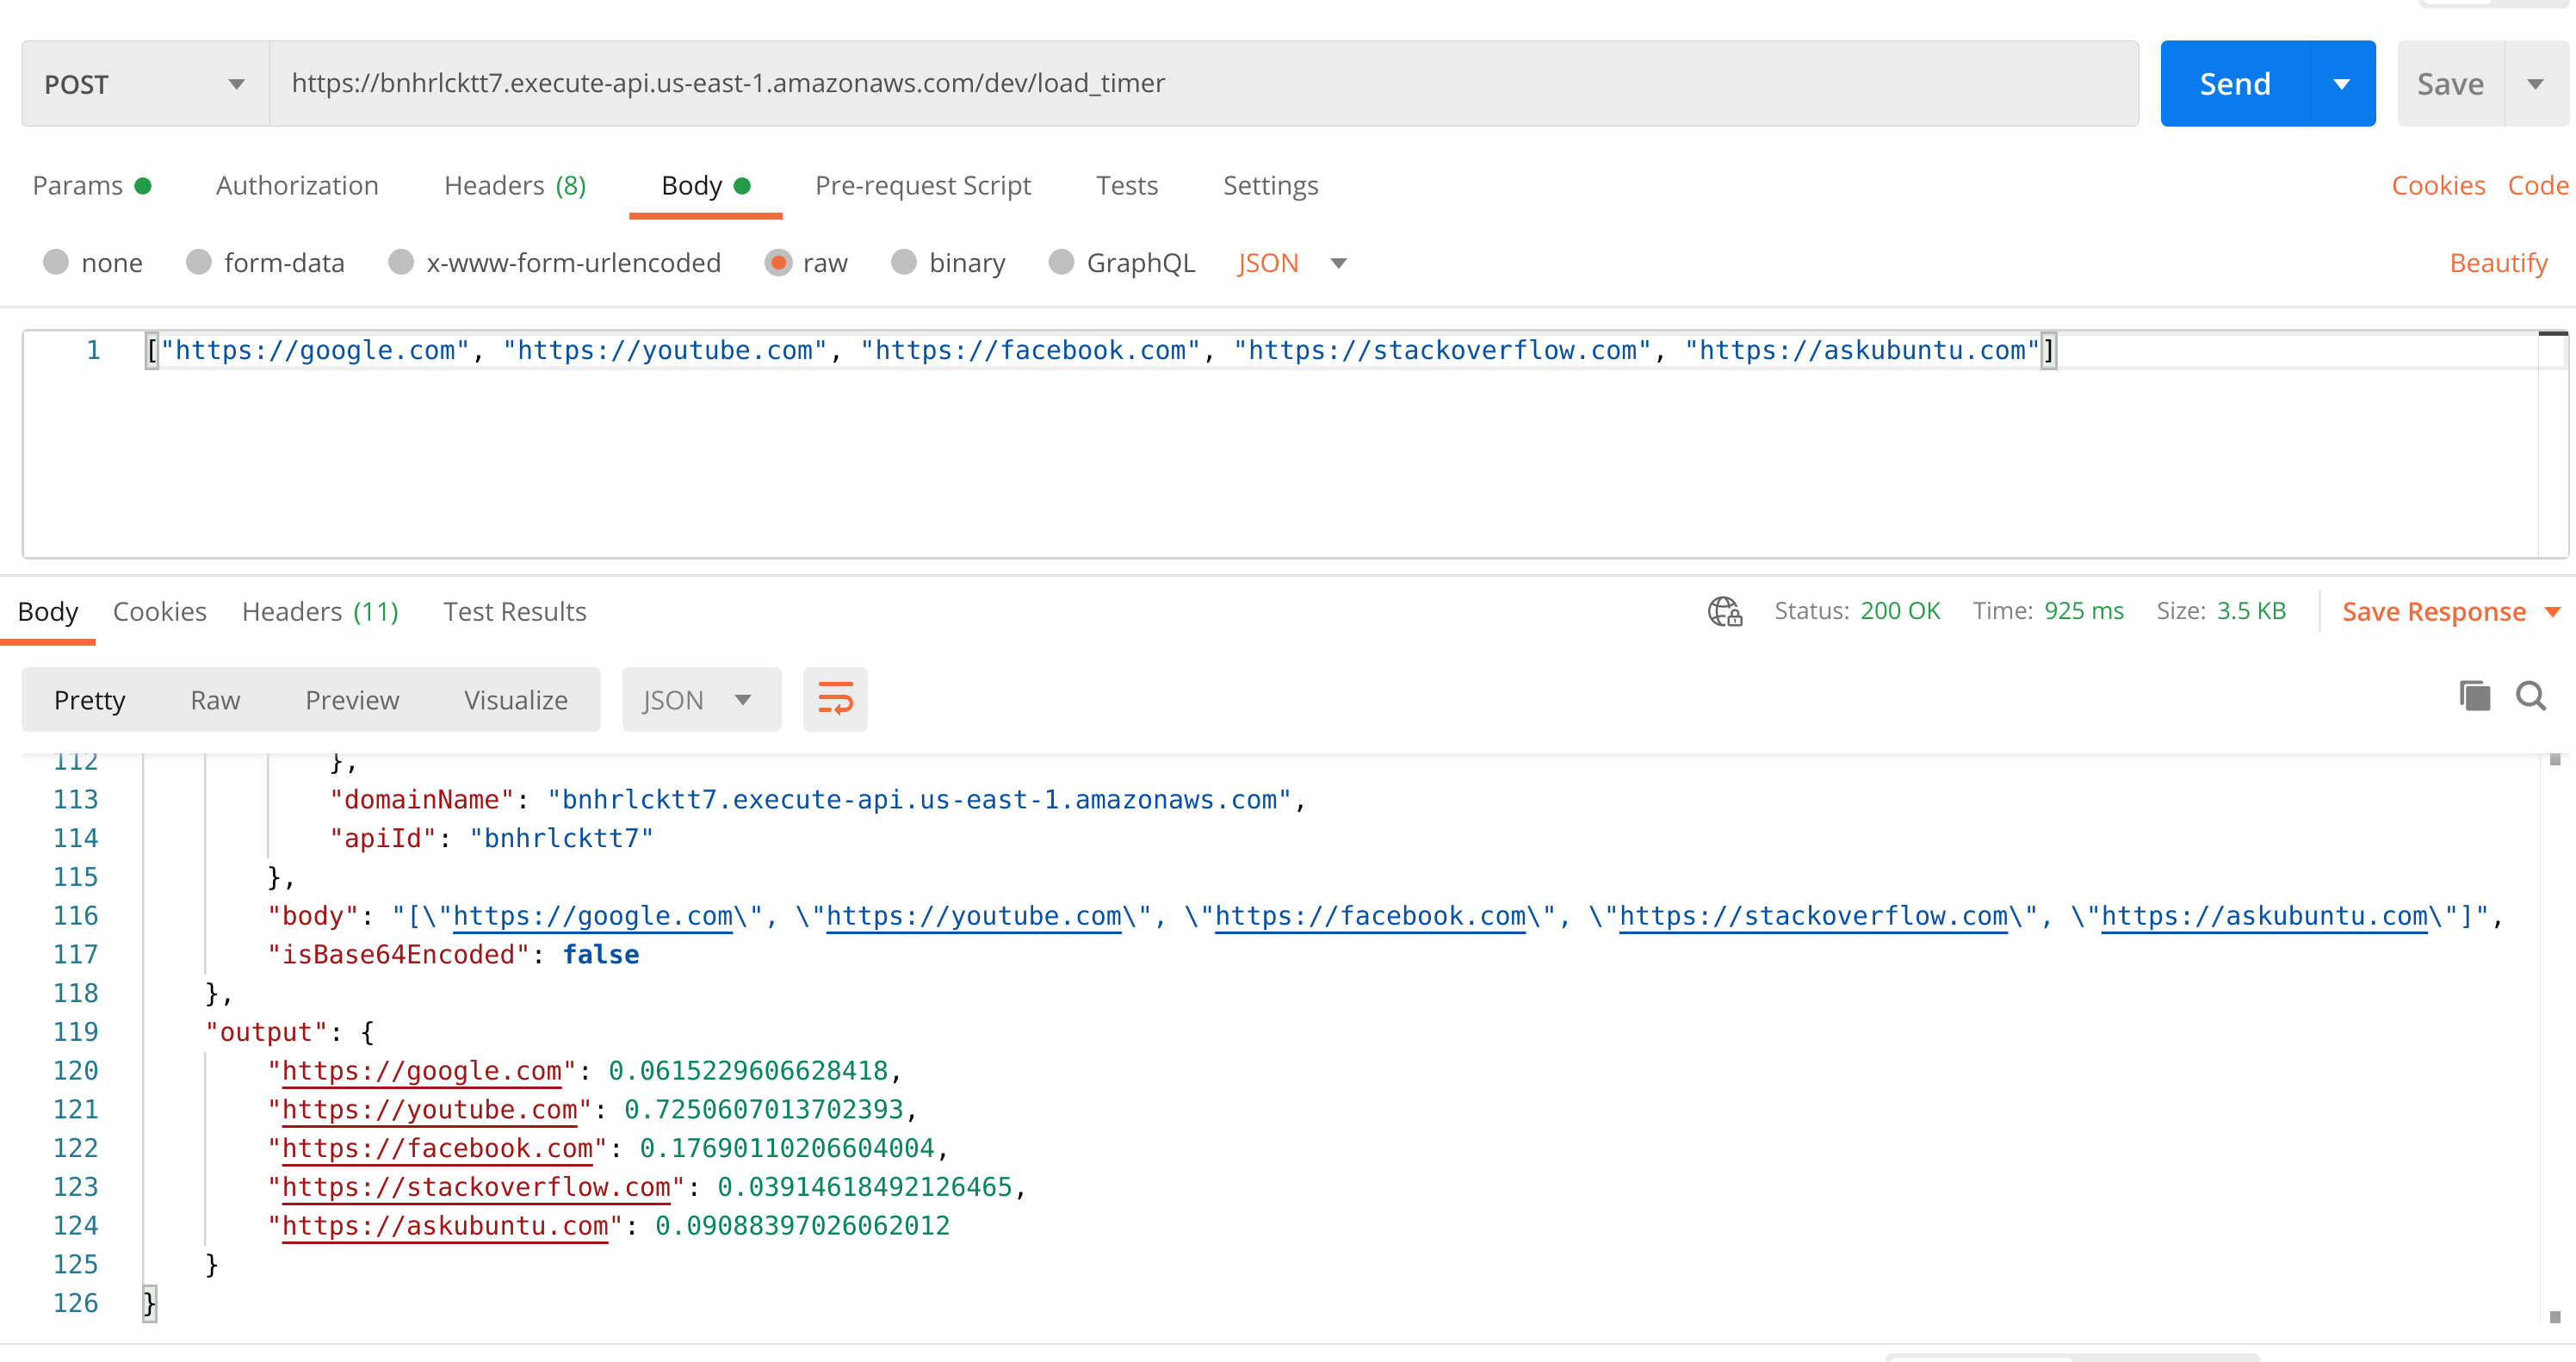 POST https://bnhrlcktt7.execute-api.us-east-1.amazonaws.com/dev/load_timer Send Save
Params Authorization Headers (8) Body Pre-request Script Tests Settings Cookies Code
none form-data x-www-form-urlencoded raw binary GraphQL JSON Beautify
1 ["https://google.com", "https://youtube.com", "https://facebook.com", "https://stackoverflow.com", "https://askubuntu.com"]
Body Cookies Headers (11) Test Results Status: 200 OK Time: 925 ms Size: 3.5 KB Save Response
Pretty Raw Preview Visualize JSON
112 },
113 "domainName": "bnhrlcktt7.execute-api.us-east-1.amazonaws.com",
114 "apiId": "bnhrlcktt7"
115 },
116 "body": "[\"https://google.com\", \"https://youtube.com\", \"https://facebook.com\", \"https://stackoverflow.com\", \"https://askubuntu.com\"]",
117 "isBase64Encoded": false
118 },
119 "output": {
120 "https://google.com": 0.0615229606628418,
121 "https://youtube.com": 0.7250607013702393,
122 "https://facebook.com": 0.17690110206604004,
123 "https://stackoverflow.com": 0.03914618492126465,
124 "https://askubuntu.com": 0.09088397026062012
125 }
126 }